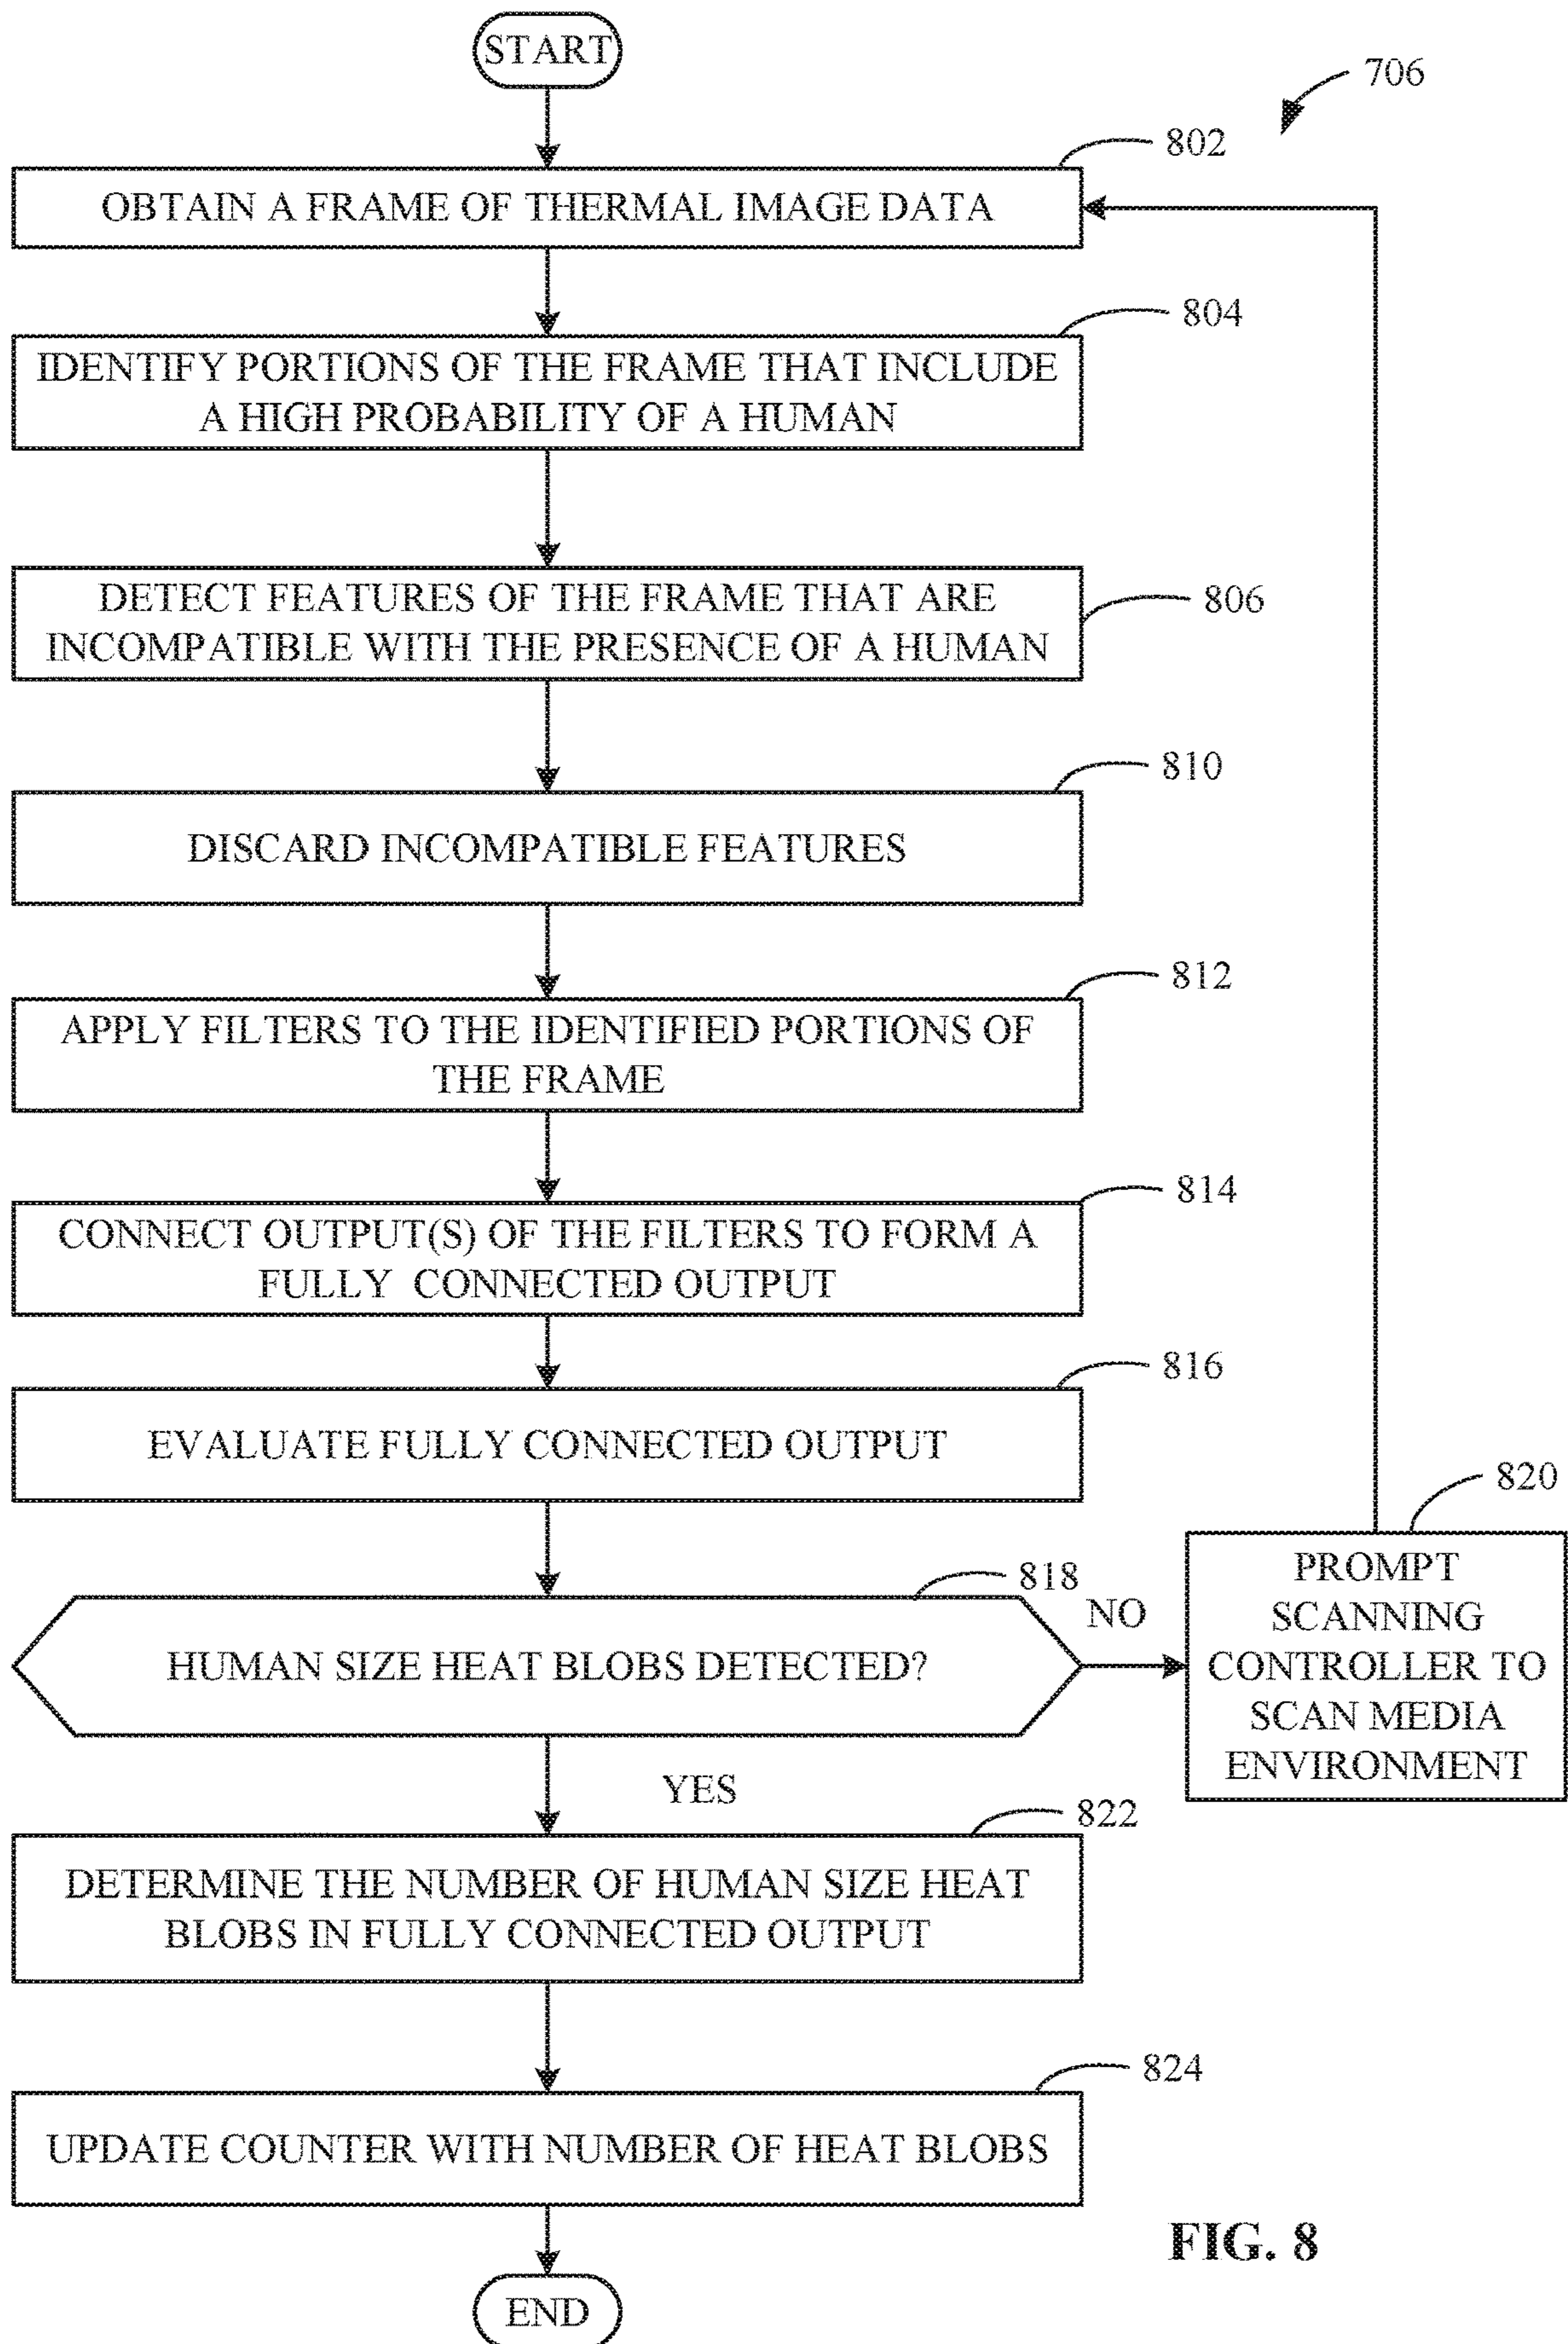 START
706
802
OBTAIN A FRAME OF THERMAL IMAGE DATA
804
IDENTIFY PORTIONS OF THE FRAME THAT INCLUDE
A HIGH PROBABILITY OF A HUMAN
DETECT FEATURES OF THE FRAME THAT ARE
INCOMPATIBLE WITH THE PRESENCE OF A HUMAN
806
810
DISCARD INCOMPATIBLE FEATURES
812
APPLY FILTERS TO THE IDENTIFIED PORTIONS OF
THE FRAME
814
CONNECT OUTPUT(S) OF THE FILTERS TO FORM A
FULLY CONNECTED OUTPUT
816
EVALUATE FULLY CONNECTED OUTPUT
818
HUMAN SIZE HEAT BLOBS DETECTED?
NO
820
PROMPT
SCANNING
CONTROLLER TO
SCAN MEDIA
ENVIRONMENT
YES
822
DETERMINE THE NUMBER OF HUMAN SIZE HEAT
BLOBS IN FULLY CONNECTED OUTPUT
824
UPDATE COUNTER WITH NUMBER OF HEAT BLOBS
END
FIG. 8